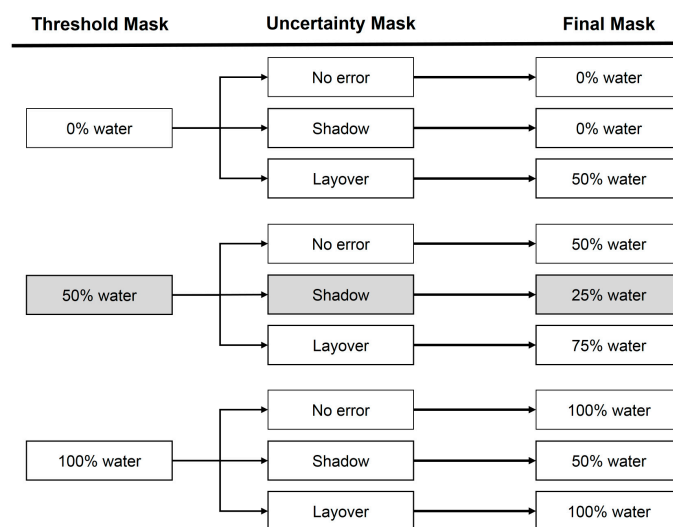 Threshold Mask Uncertainty Mask Final Mask
No error 0% water
0% water Shadow 0% water
Layover 50% water
No error 50% water
50% water Shadow 25% water
Layover 75% water
No error 100% water
100% water Shadow 50% water
Layover 100% water